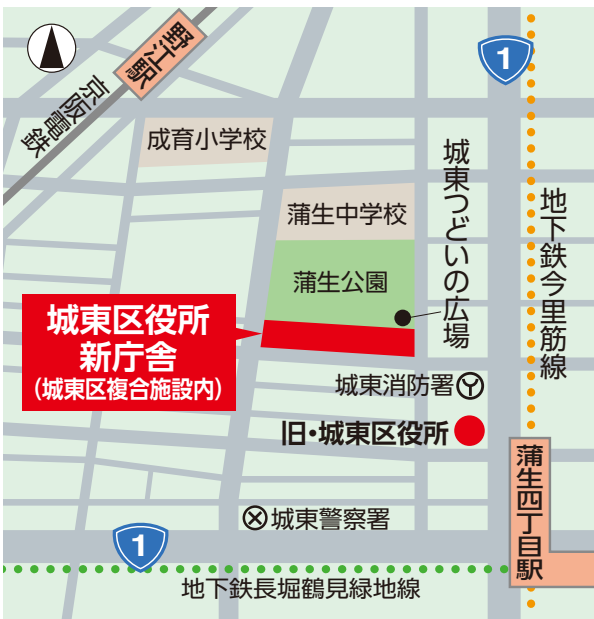 野江駅
1
京阪電鉄
成育小学校
城東つどいの広場
蒲生中学校
地下鉄今里筋線
蒲生公園
城東区役所
新庁舎
(城東区複合施設内)
城東消防署
旧・城東区役所
蒲生四丁目駅
城東警察署
1
地下鉄長堀鶴見緑地線